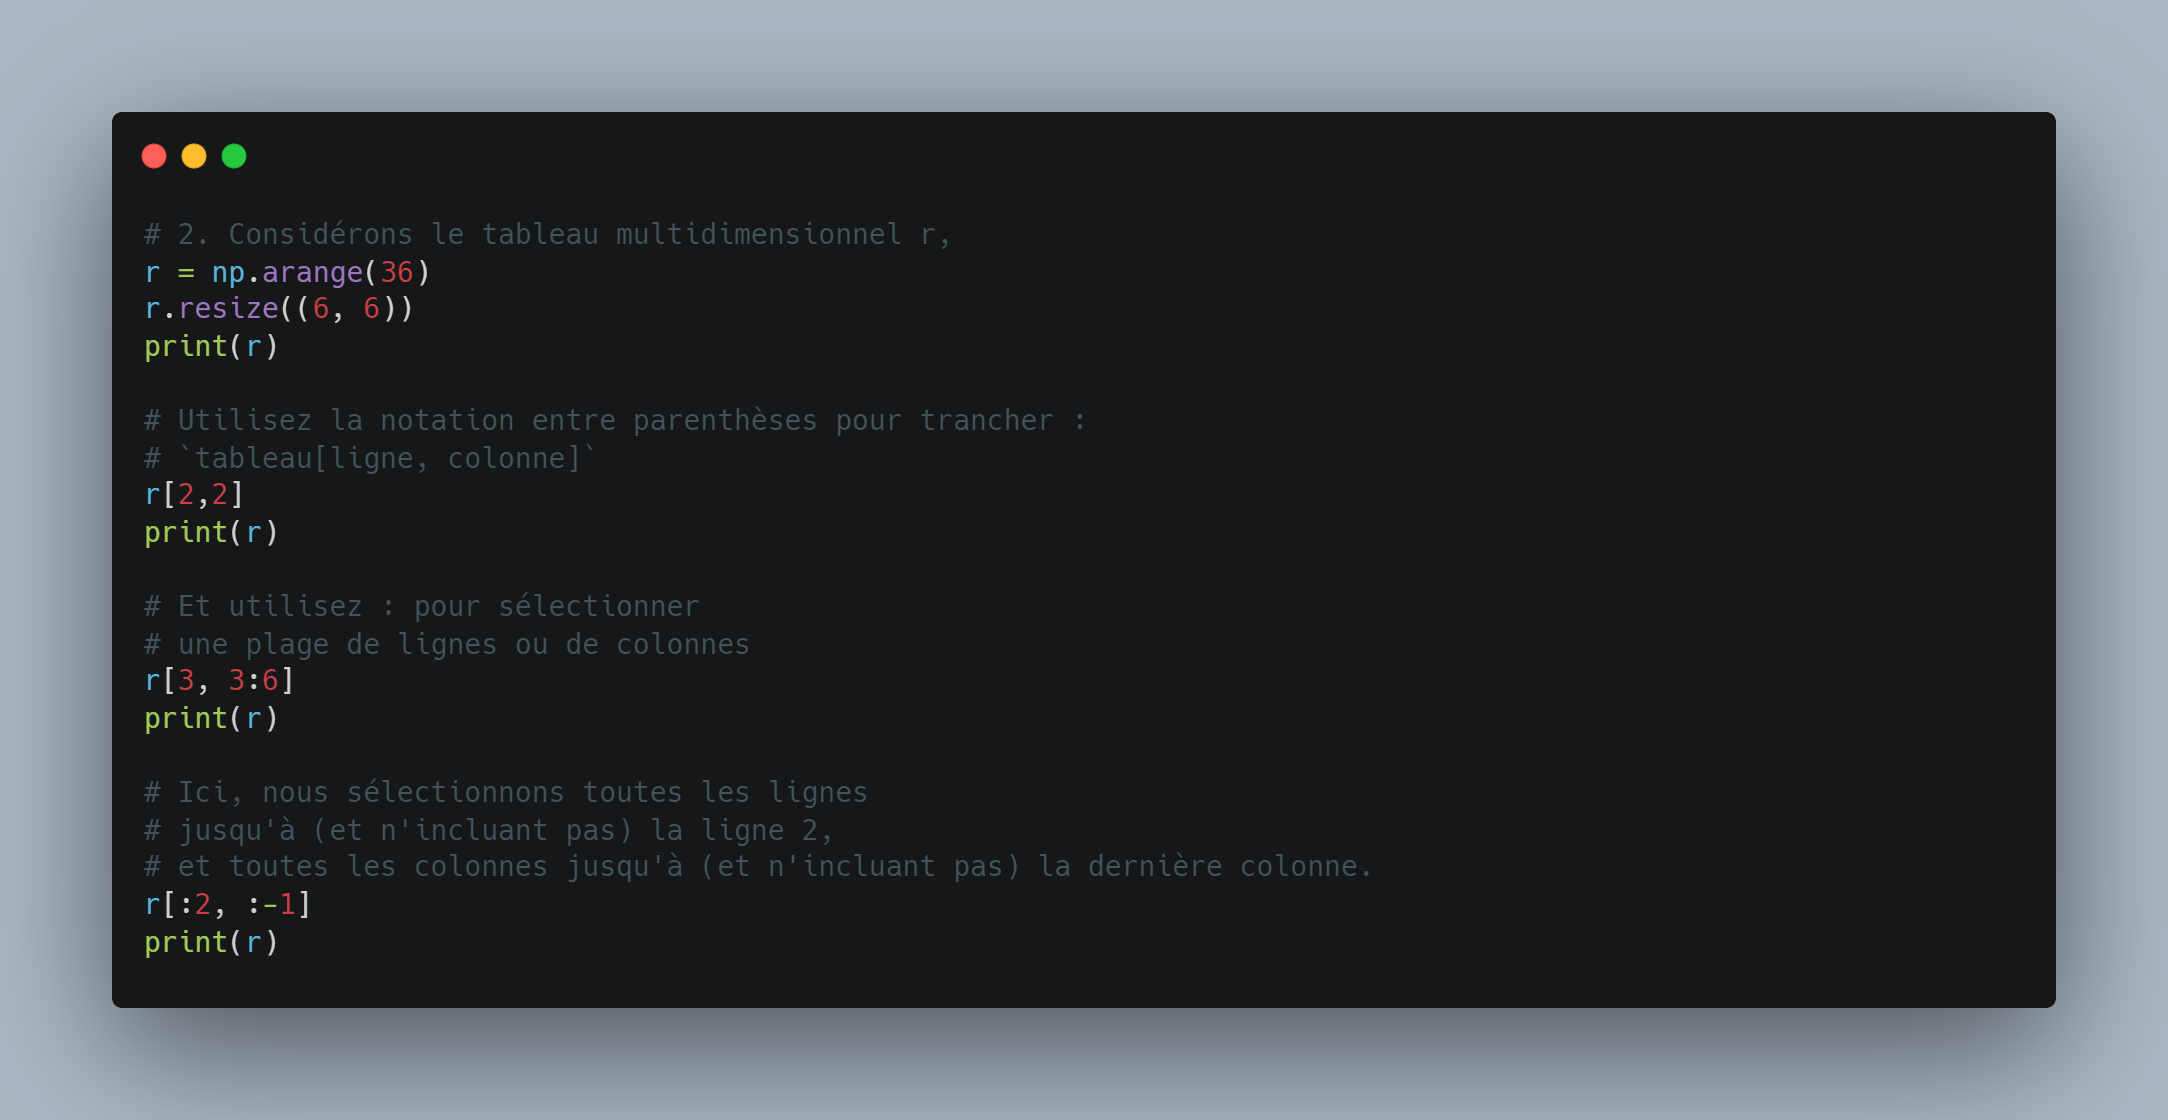 # 2. Considérons le tableau multidimensionnel r,
r = np.arange(36)
r.resize((6, 6))
print(r)

# Utilisez la notation entre parenthèses pour trancher :
# `tableau[ligne, colonne]`
r[2,2]
print(r)

# Et utilisez : pour sélectionner
# une plage de lignes ou de colonnes
r[3, 3:6]
print(r)

# Ici, nous sélectionnons toutes les lignes
# jusqu'à (et n'incluant pas) la ligne 2,
# et toutes les colonnes jusqu'à (et n'incluant pas) la dernière colonne.
r[:2, :-1]
print(r)